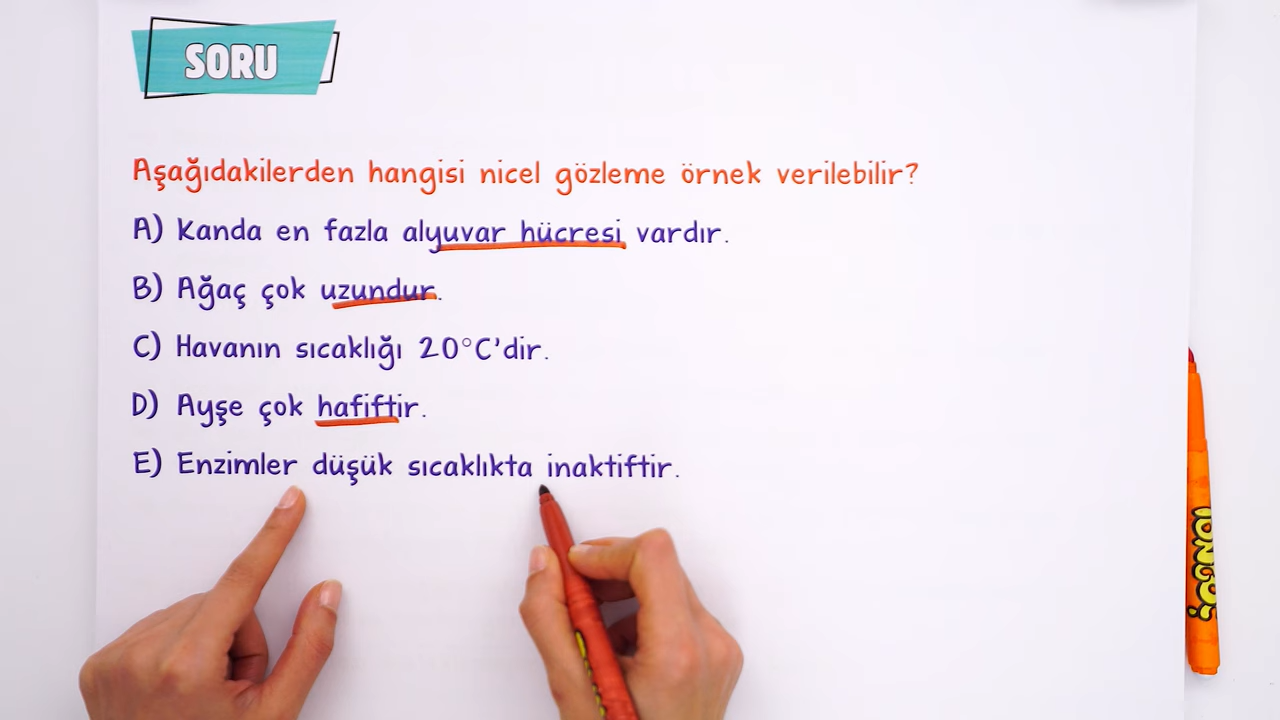 SORU
Aşağıdakilerden hangisi nicel gözleme örnek verilebilir?
A) Kanda en fazla alyuvar hücresi vardır.
B) Ağaç çok uzundur.
C) Havanın sıcaklığı 20°C'dir.
D) Ayşe çok hafiftir.
E) Enzimler düşük sıcaklıkta inaktiftir.
TONGUÇ